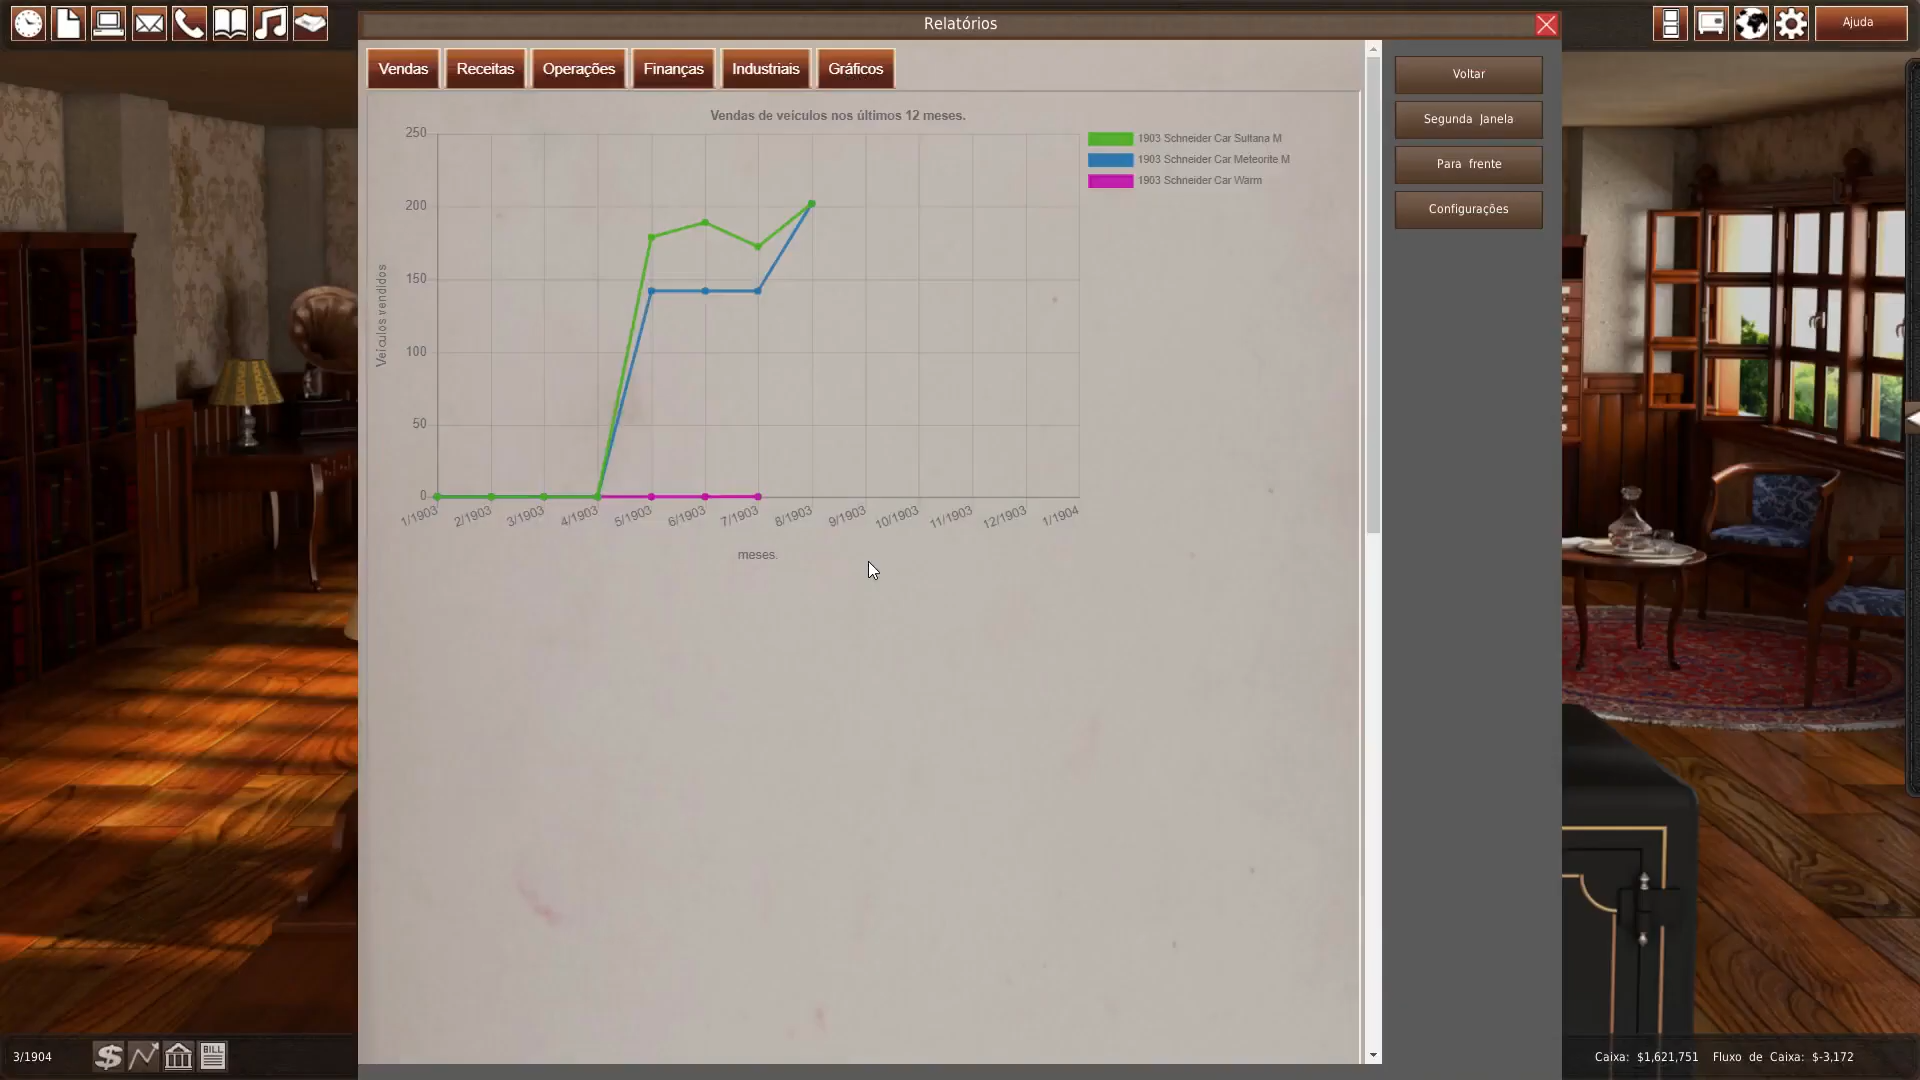 Relatórios
Ajuda
Vendas
Receitas
Operações
Finanças
Industriais
Gráficos
Voltar
Segunda Janela
Para frente
Configurações
Vendas de veículos nos últimos 12 meses.
1903 Schneider Car Sultana M
1903 Schneider Car Meteorite M
1903 Schneider Car Warm
Veículos vendidos
250
200
150
100
50
0
1/1903
2/1903
3/1903
4/1903
5/1903
6/1903
7/1903
8/1903
9/1903
10/1903
11/1903
12/1903
1/1904
meses.
3/1904
BILL
Caixa: $1,621,751 Fluxo de Caixa: $-3,172